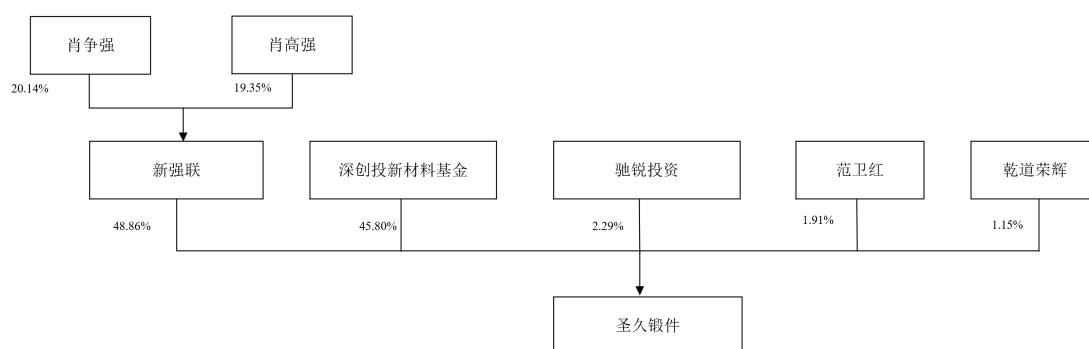 肖争强
肖高强
20.14%
19.35%
新强联
深创投新材料基金
驰锐投资
范卫红
乾道荣辉
48.86%
45.80%
2.29%
1.91%
1.15%
圣久锻件